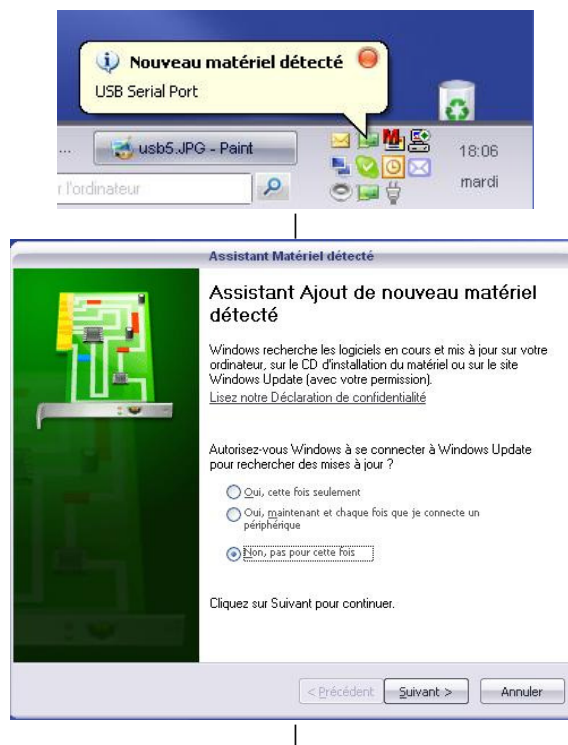 Nouveau matériel détecté
USB Serial Port
... usb5.JPG - Paint
18:06
r l'ordinateur
mardi
Assistant Matériel détecté
Assistant Ajout de nouveau matériel
détecté
Windows recherche les logiciels en cours et mis à jour sur votre
ordinateur, sur le CD d'installation du matériel ou sur le site
Windows Update (avec votre permission).
Lisez notre Déclaration de confidentialité
Autorisez-vous Windows à se connecter à Windows Update
pour rechercher des mises à jour ?
Oui, cette fois seulement
Oui, maintenant et chaque fois que je connecte un
périphérique
Non, pas pour cette fois
Cliquez sur Suivant pour continuer.
< Précédent Suivant > Annuler